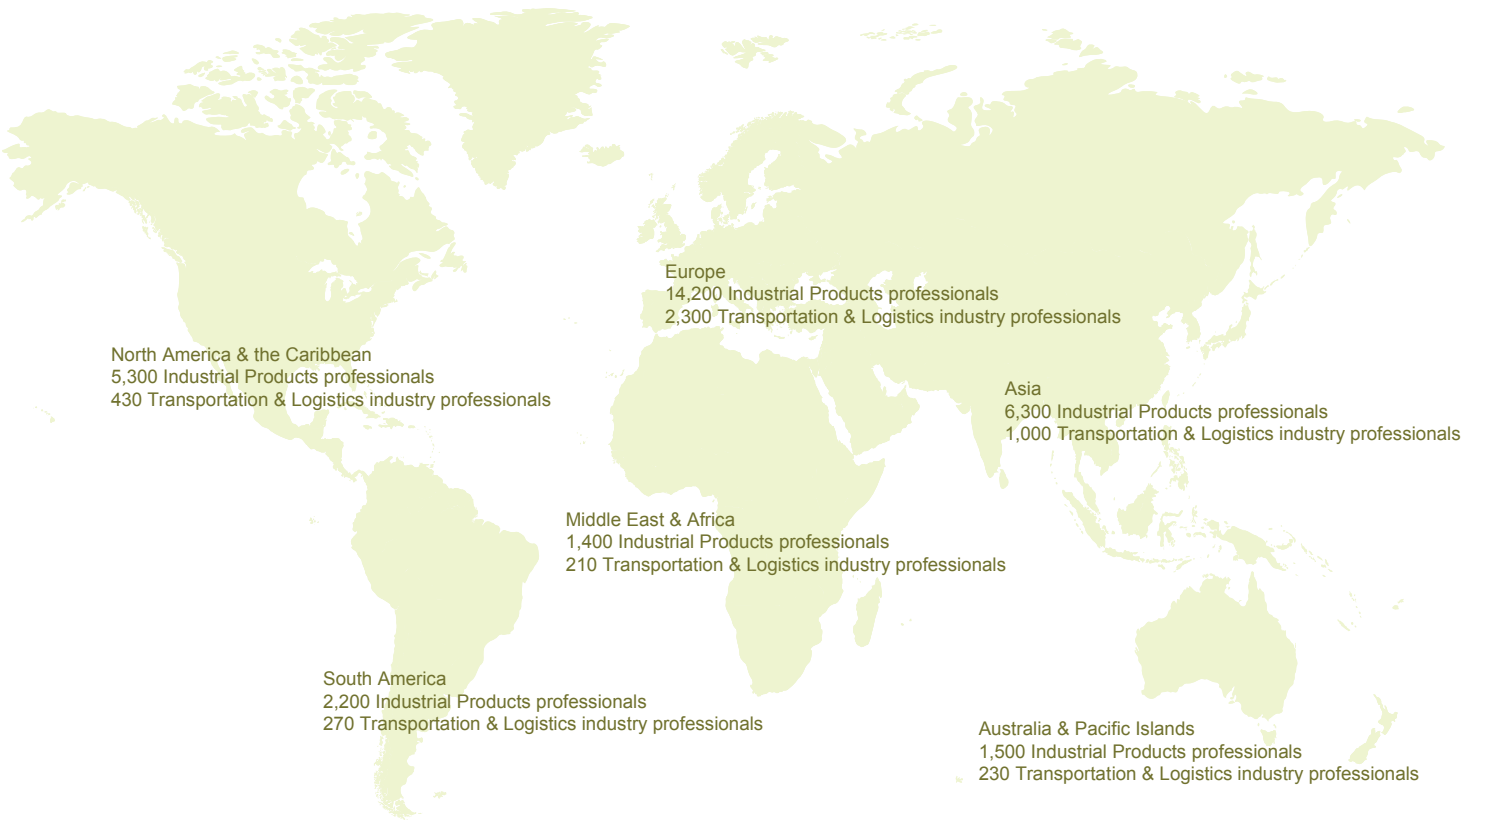 Europe
14,200 Industrial Products professionals
2,300 Transportation & Logistics industry professionals
North America & the Caribbean
5,300 Industrial Products professionals
430 Transportation & Logistics industry professionals
Asia
6,300 Industrial Products professionals
1,000 Transportation & Logistics industry professionals
Middle East & Africa
1,400 Industrial Products professionals
210 Transportation & Logistics industry professionals
South America
2,200 Industrial Products professionals
270 Transportation & Logistics industry professionals
Australia & Pacific Islands
1,500 Industrial Products professionals
230 Transportation & Logistics industry professionals